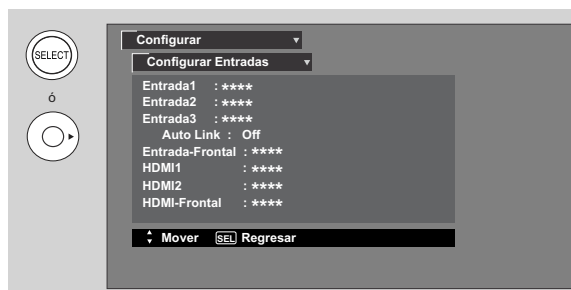 SELECT
ó
Configurar
Configurar Entradas
Entrada1 : ****
Entrada2 : ****
Entrada3 : ****
Auto Link : Off
Entrada-Frontal : ****
HDMI1 : ****
HDMI2 : ****
HDMI-Frontal : ****
Mover SEL Regresar